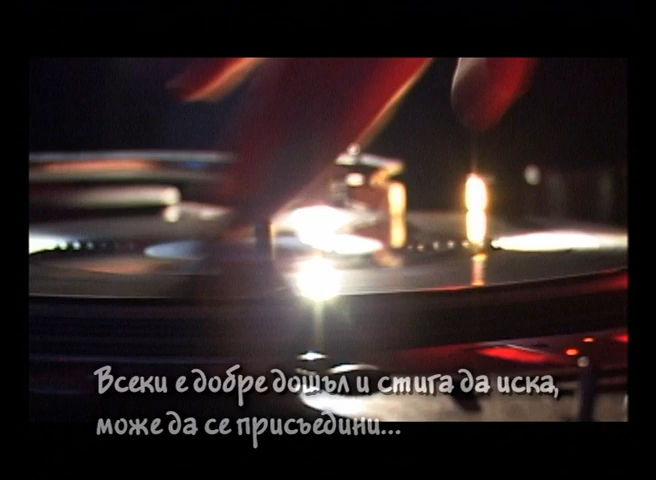 Всеки е добре дошъл и стига да иска,
може да се присъедини...